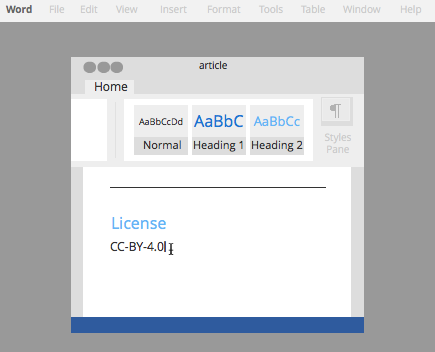 Word File Edit View Insert Format Tools Table Window Help
article
Home
AaBbCcDd AaBbC AaBbCc
Normal Heading 1 Heading 2
¶
Styles
Pane
License
CC-BY-4.0